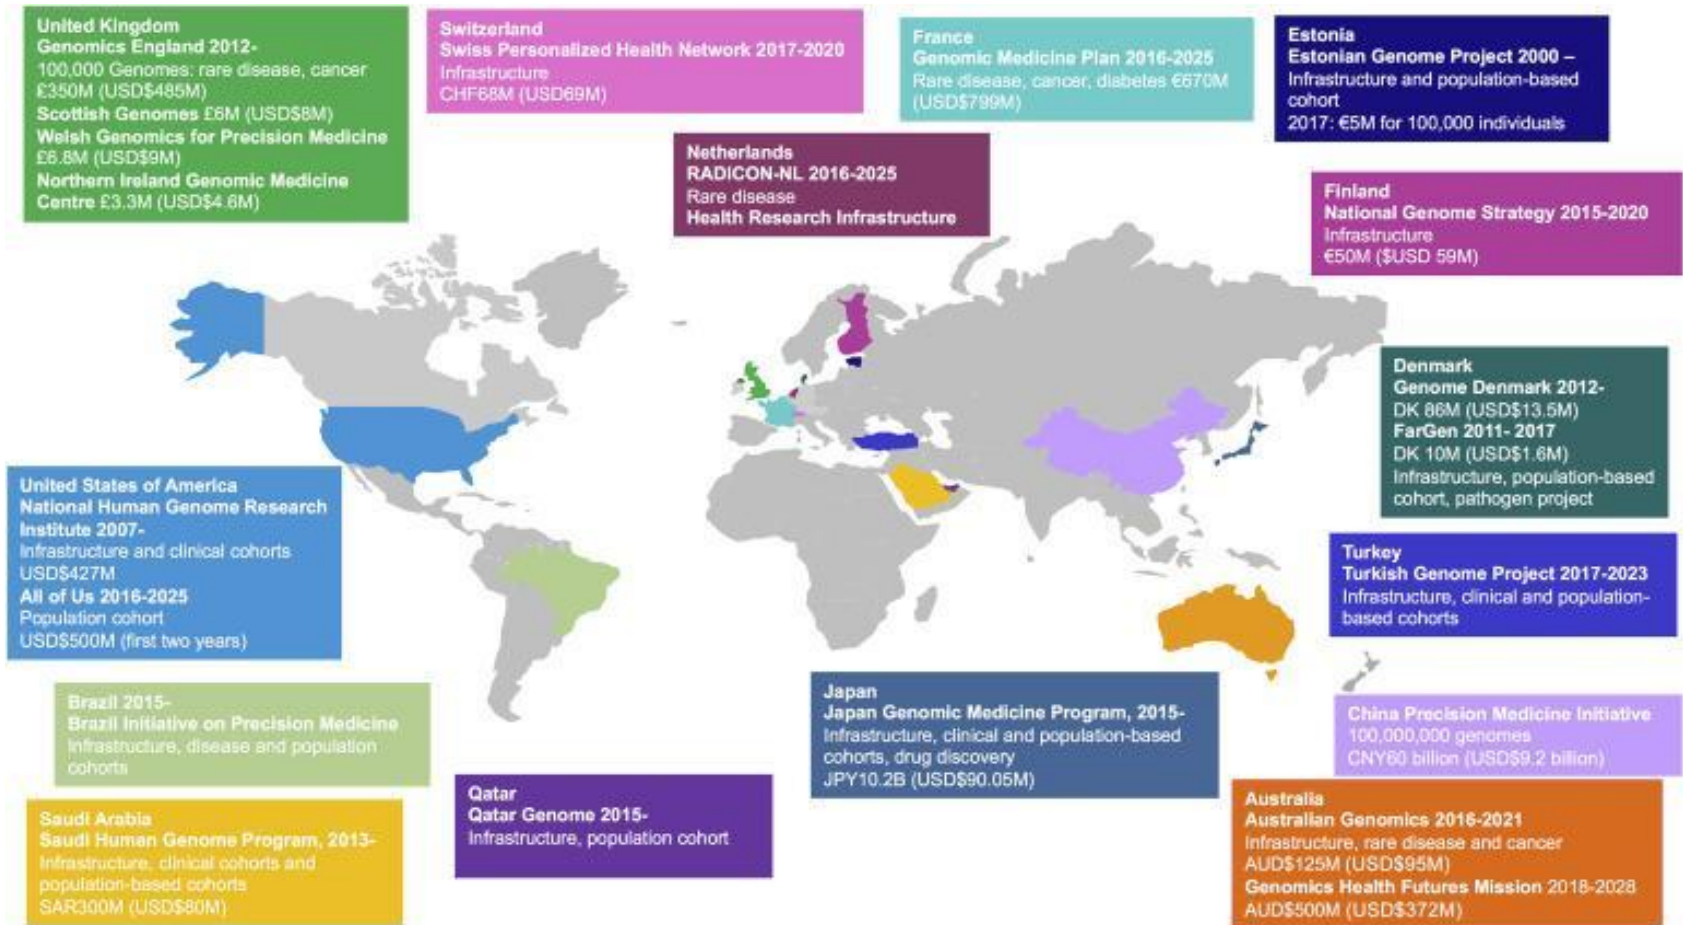 United Kingdom
Genomics England 2012-
100,000 Genomes: rare disease, cancer
£350M (USD$485M)
Scottish Genomes £6M (USD$8M)
Welsh Genomics for Precision Medicine
£6.8M (USD$9M)
Northern Ireland Genomic Medicine
Centre £3.3M (USD$4.6M)
Switzerland
Swiss Personalized Health Network 2017-2020
Infrastructure
CHF68M (USD69M)
France
Genomic Medicine Plan 2016-2025
Rare disease, cancer, diabetes €670M
(USD$799M)
Estonia
Estonian Genome Project 2000 –
Infrastructure and population-based
cohort
2017: €5M for 100,000 individuals
Netherlands
RADICON-NL 2016-2025
Rare disease
Health Research Infrastructure
Finland
National Genome Strategy 2015-2020
Infrastructure
€50M ($USD 59M)
Denmark
Genome Denmark 2012-
DK 86M (USD$13.5M)
FarGen 2011- 2017
DK 10M (USD$1.6M)
Infrastructure, population-based
cohort, pathogen project
United States of America
National Human Genome Research
Institute 2007-
Infrastructure and clinical cohorts
USD$427M
All of Us 2016-2025
Population cohort
USD$500M (first two years)
Turkey
Turkish Genome Project 2017-2023
Infrastructure, clinical and population-
based cohorts
Brazil 2015-
Brazil Initiative on Precision Medicine
Infrastructure, disease and population
cohorts
Japan
Japan Genomic Medicine Program, 2015-
Infrastructure, clinical and population-based
cohorts, drug discovery
JPY10.2B (USD$90.05M)
China Precision Medicine Initiative
100,000,000 genomes
CNY60 billion (USD$9.2 billion)
Saudi Arabia
Saudi Human Genome Program, 2013-
Infrastructure, clinical cohorts and
population-based cohorts
SAR300M (USD$80M)
Qatar
Qatar Genome 2015-
Infrastructure, population cohort
Australia
Australian Genomics 2016-2021
Infrastructure, rare disease and cancer
AUD$125M (USD$95M)
Genomics Health Futures Mission 2018-2028
AUD$500M (USD$372M)